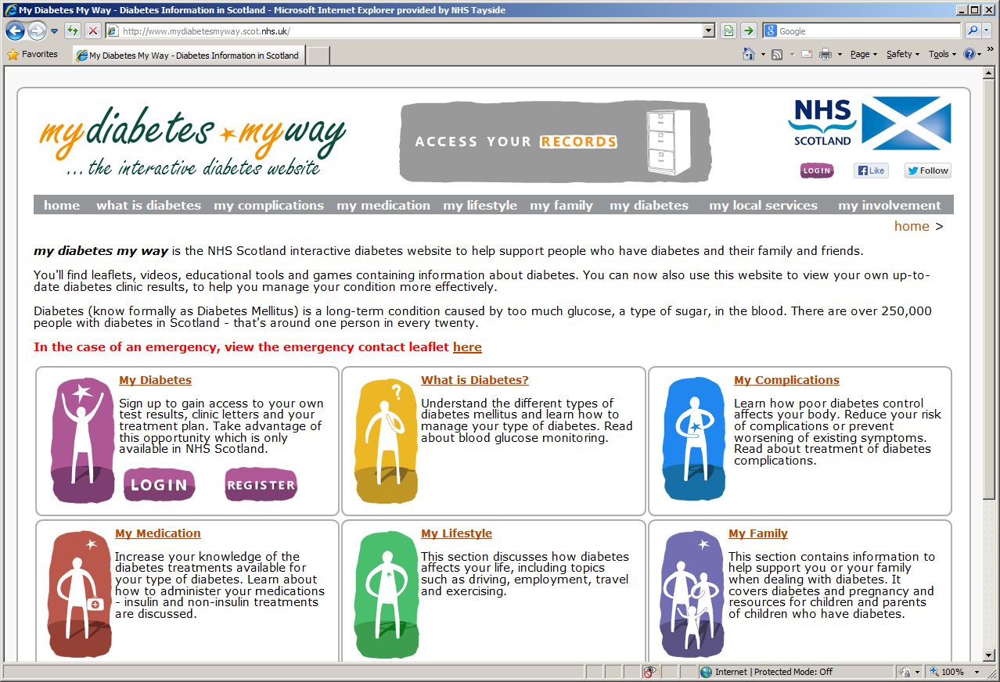 My Diabetes My Way - Diabetes Information in Scotland - Microsoft Internet Explorer provided by NHS Tayside
http://www.mydiabetesmyway.scot.nhs.uk/
Google
Favorites
My Diabetes My Way - Diabetes Information in Scotland
Page
Safety
Tools
my diabetes my way
...the interactive diabetes website
ACCESS YOUR RECORDS
NHS
SCOTLAND
LOGIN
Like
Follow
home what is diabetes my complications my medication my lifestyle my family my diabetes my local services my involvement
home >
my diabetes my way is the NHS Scotland interactive diabetes website to help support people who have diabetes and their family and friends.
You'll find leaflets, videos, educational tools and games containing information about diabetes. You can now also use this website to view your own up-to-
date diabetes clinic results, to help you manage your condition more effectively.
Diabetes (know formally as Diabetes Mellitus) is a long-term condition caused by too much glucose, a type of sugar, in the blood. There are over 250,000
people with diabetes in Scotland - that's around one person in every twenty.
In the case of an emergency, view the emergency contact leaflet here
My Diabetes
Sign up to gain access to your own
test results, clinic letters and your
treatment plan. Take advantage of
this opportunity which is only
available in NHS Scotland.
LOGIN
REGISTER
?
What is Diabetes?
Understand the different types of
diabetes mellitus and learn how to
manage your type of diabetes. Read
about blood glucose monitoring.
My Complications
Learn how poor diabetes control
affects your body. Reduce your risk
of complications or prevent
worsening of existing symptoms.
Read about treatment of diabetes
complications.
My Medication
Increase your knowledge of the
diabetes treatments available for
your type of diabetes. Learn about
how to administer your medications
- insulin and non-insulin treatments
are discussed.
My Lifestyle
This section discusses how diabetes
affects your life, including topics
such as driving, employment, travel
and exercising.
My Family
This section contains information to
help support you or your family
when dealing with diabetes. It
covers diabetes and pregnancy and
resources for children and parents
of children who have diabetes.
Internet | Protected Mode: Off
100%